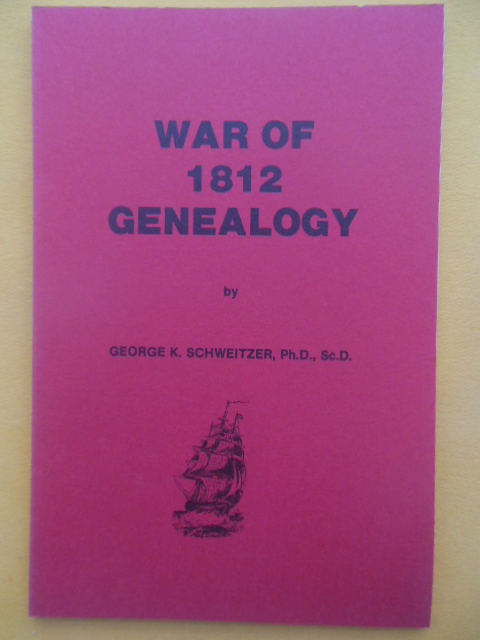 WAR OF
1812
GENEALOGY
by
GEORGE K. SCHWEITZER, Ph.D., Sc.D.